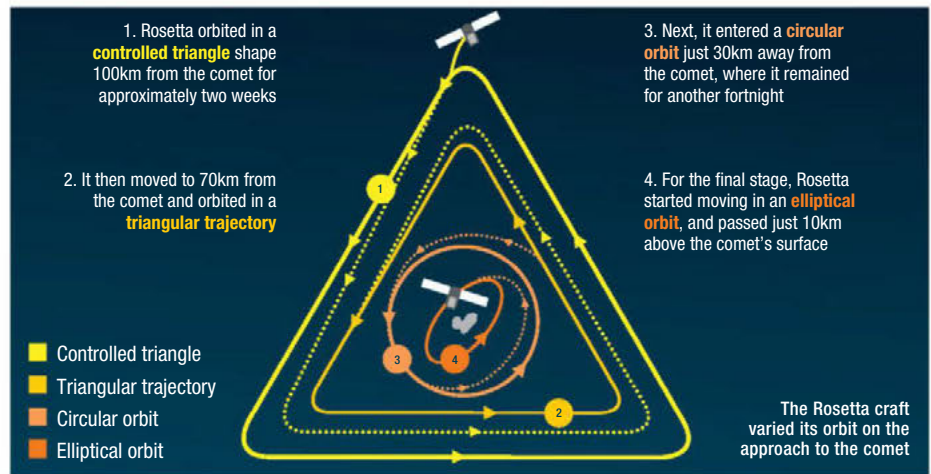 1. Rosetta orbited in a
controlled triangle shape
100km from the comet for
approximately two weeks
2. It then moved to 70km from
the comet and orbited in a
triangular trajectory
3. Next, it entered a circular
orbit just 30km away from
the comet, where it remained
for another fortnight
4. For the final stage, Rosetta
started moving in an elliptical
orbit, and passed just 10km
above the comet's surface
1
3
4
2
Controlled triangle
Triangular trajectory
Circular orbit
Elliptical orbit
The Rosetta craft
varied its orbit on the
approach to the comet